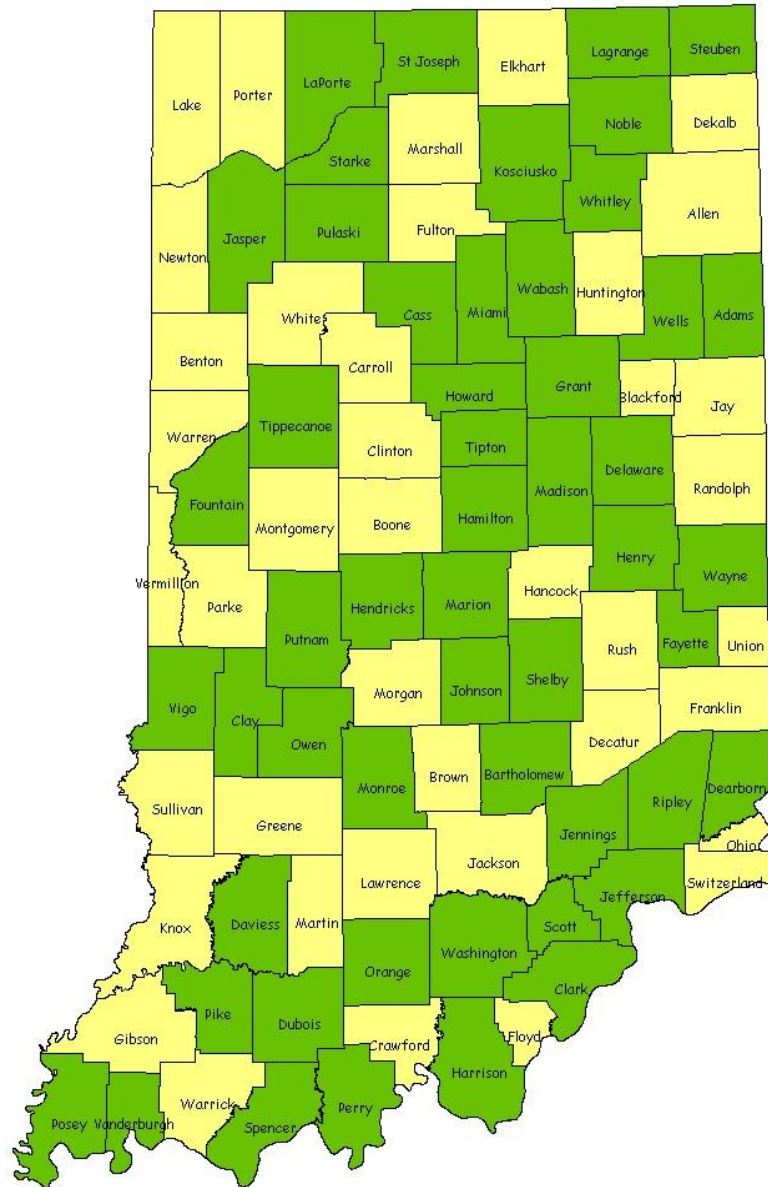 Lake
Porter
LaPorte
St Joseph
Elkhart
Lagrange
Steuben
Noble
Dekalb
Marshall
Starke
Kosciusko
Whitley
Allen
Newton
Jasper
Pulaski
Fulton
Wabash
Huntington
Wells
Adams
White
Cass
Miami
Benton
Carroll
Howard
Grant
Blackford
Jay
Warren
Tippecanoe
Clinton
Tipton
Delaware
Madison
Randolph
Fountain
Montgomery
Boone
Hamilton
Henry
Wayne
Vermillion
Parke
Putnam
Hendricks
Marion
Hancock
Rush
Fayette
Union
Vigo
Clay
Owen
Morgan
Johnson
Shelby
Franklin
Decatur
Sullivan
Greene
Monroe
Brown
Bartholomew
Jennings
Ripley
Dearborn
Ohio
Switzerland
Knox
Daviess
Martin
Lawrence
Jackson
Jefferson
Scott
Washington
Orange
Clark
Gibson
Pike
Dubois
Crawford
Floyd
Harrison
Posey
Vanderburgh
Warrick
Spencer
Perry